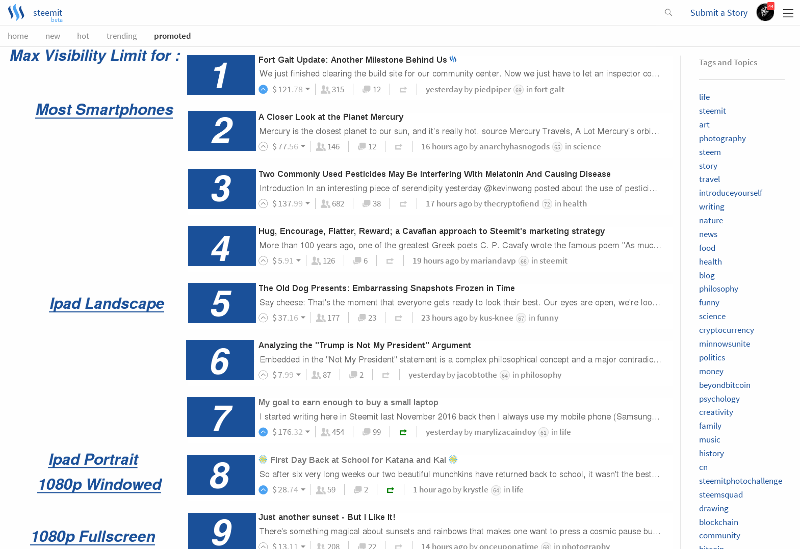 steemit
beta
Submit a Story
home new hot trending promoted
Max Visibility Limit for :
Most Smartphones
Ipad Landscape
Ipad Portrait
1080p Windowed
1080p Fullscreen
1
Fort Galt Update: Another Milestone Behind Us
We just finished clearing the build site for our community center. Now we just have to let an inspector co…
$ 121.78 315 12 yesterday by piedpiper in fort galt
2
A Closer Look at the Planet Mercury
Mercury is the closest planet to our sun, and it's really hot. source Mercury Travels, A Lot Mercury's orbi…
$ 77.56 146 12 16 hours ago by anarchyhasnogods 65 in science
3
Two Commonly Used Pesticides May Be Interfering With Melatonin And Causing Disease
Introduction In an interesting piece of serendipity yesterday @kevinwong posted about the use of pestici…
$ 137.99 682 38 17 hours ago by thecryptofiend in health
4
Hug, Encourage, Flatter, Reward; a Cavafian approach to Steemit's marketing strategy
More than 100 years ago, one of the greatest Greek poets C. P. Cavafy wrote the famous poem "As muc…
$ 5.91 126 6 19 hours ago by mariandavp in steemit
5
The Old Dog Presents: Embarrassing Snapshots Frozen in Time
Say cheese! That's the moment that everyone gets ready to look their best. Our eyes are open, we're loo…
$ 37.16 177 23 23 hours ago by kus-knee in funny
6
Analyzing the "Trump is Not My President" Argument
Embedded in the "Not My President" statement is a complex philosophical concept and a major contradic…
$ 7.95 87 2 yesterday by jacobtothe in philosophy
7
My goal to earn enough to buy a small laptop
I started writing here in Steemit last November 2016 back then I always use my mobile phone (Samsung…
$ 176.32 454 99 yesterday by marylizacaindoy in life
8
First Day Back at School for Katana and Kai
So after six very long weeks our two beautiful munchkins have returned back to school, it wasn't the best…
$ 28.74 59 2 1 hour ago by krystle in life
9
Just another sunset - But I Like It!
There's something magical about sunsets and rainbows that makes one want to press a cosmic pause bu…
$ 13.11 208 22 14 hours ago by onceuponatime in photography
Tags and Topics
life
steemit
art
photography
steem
story
travel
introduceyourself
writing
nature
news
food
health
blog
philosophy
funny
science
cryptocurrency
minnowsunite
politics
money
beyondbitcoin
psychology
creativity
family
music
history
cn
steemitphotochallenge
steemsquad
drawing
blockchain
community